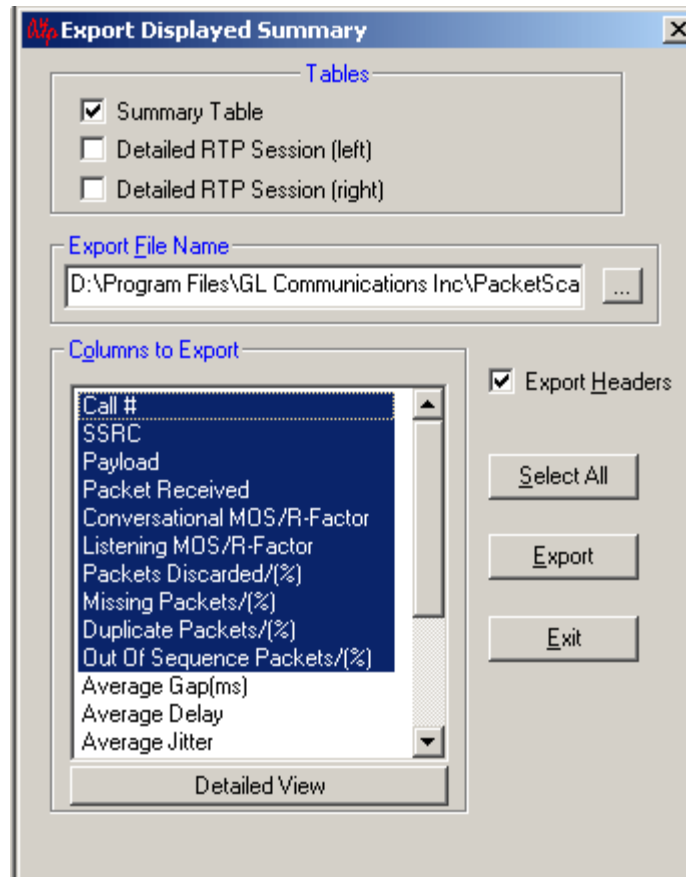 Export Displayed Summary
Tables
Summary Table
Detailed RTP Session (left)
Detailed RTP Session (right)
Export File Name
D:\Program Files\GL Communications Inc\PacketSca
...
Columns to Export
Call #
SSRC
Payload
Packet Received
Conversational MOS/R-Factor
Listening MOS/R-Factor
Packets Discarded/(%)
Missing Packets/(%)
Duplicate Packets/(%)
Out Of Sequence Packets/(%)
Average Gap(ms)
Average Delay
Average Jitter
Detailed View
Export Headers
Select All
Export
Exit